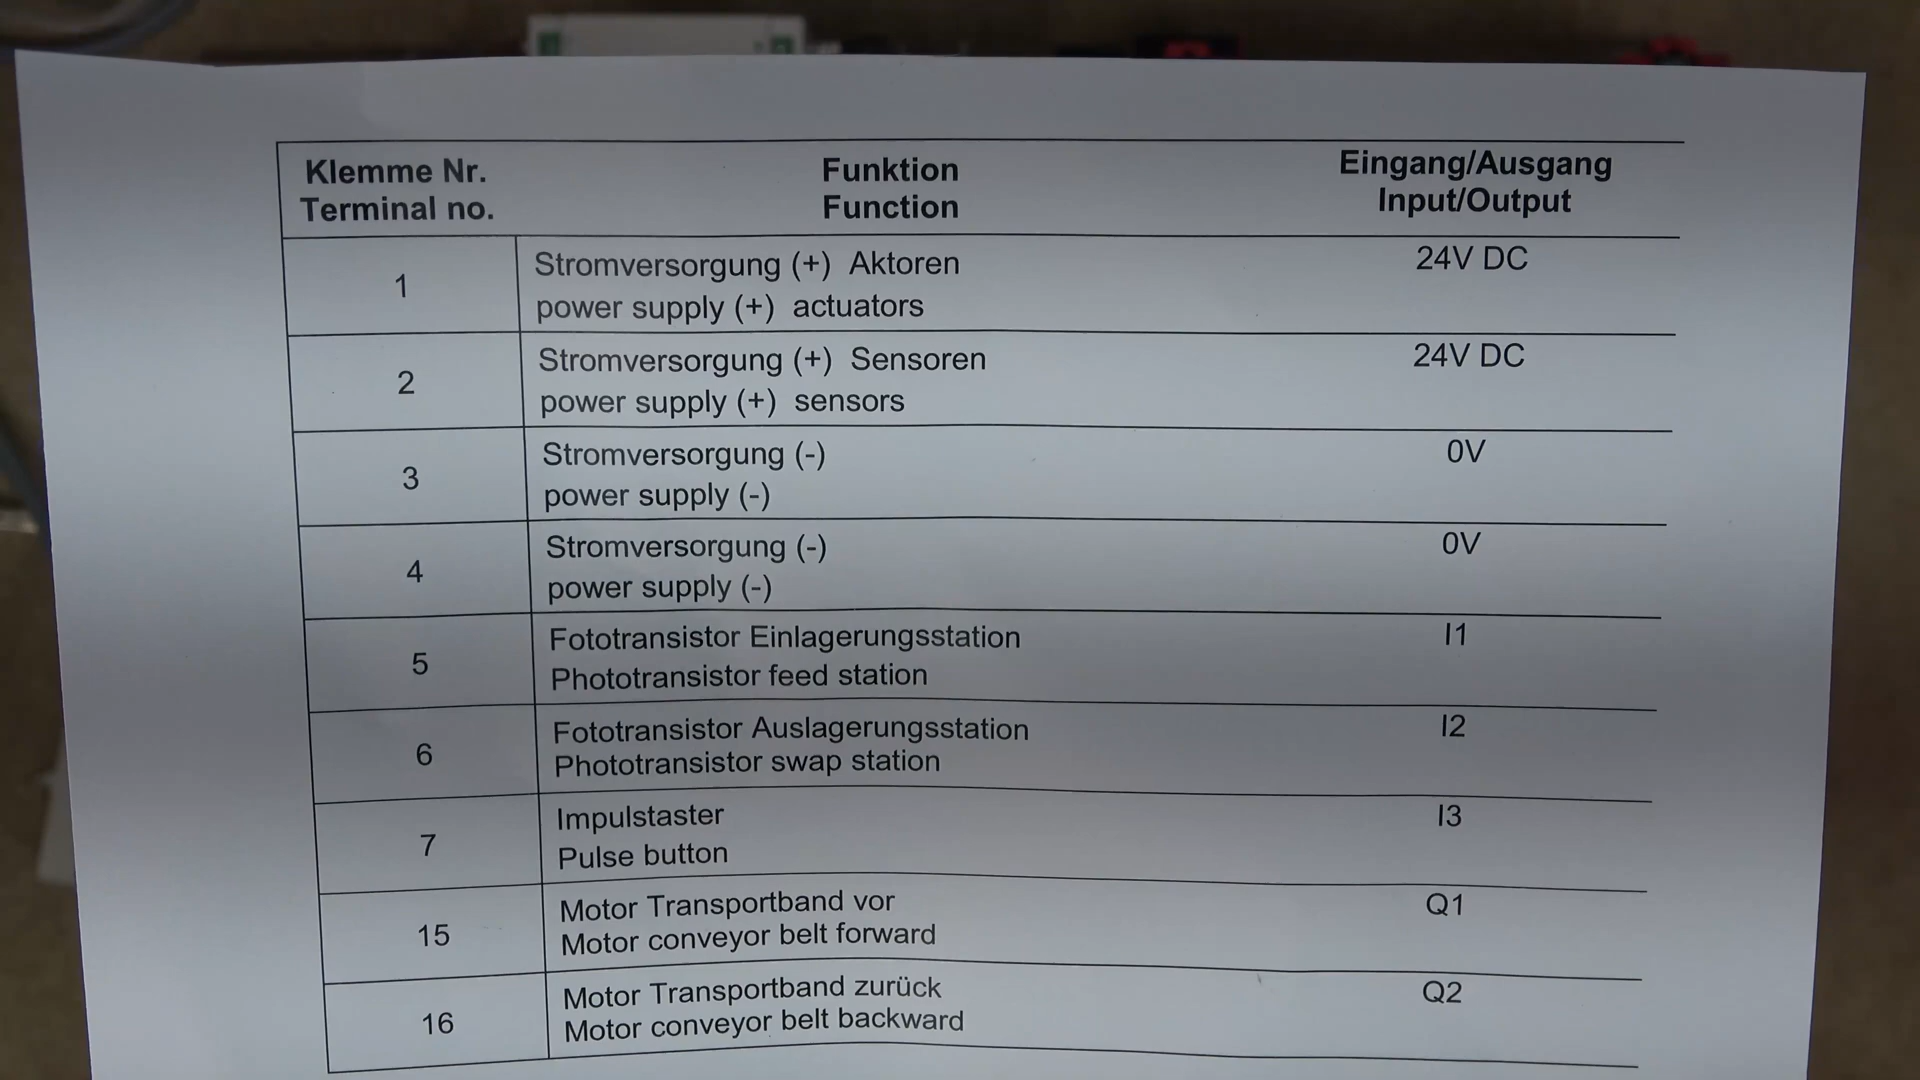 Klemme Nr.
Terminal no.
Funktion
Function
Eingang/Ausgang
Input/Output
1
Stromversorgung (+) Aktoren
power supply (+) actuators
24V DC
2
Stromversorgung (+) Sensoren
power supply (+) sensors
24V DC
3
Stromversorgung (-)
power supply (-)
0V
4
Stromversorgung (-)
power supply (-)
0V
5
Fototransistor Einlagerungsstation
Phototransistor feed station
I1
6
Fototransistor Auslagerungsstation
Phototransistor swap station
I2
7
Impulstaster
Pulse button
I3
15
Motor Transportband vor
Motor conveyor belt forward
Q1
16
Motor Transportband zurück
Motor conveyor belt backward
Q2